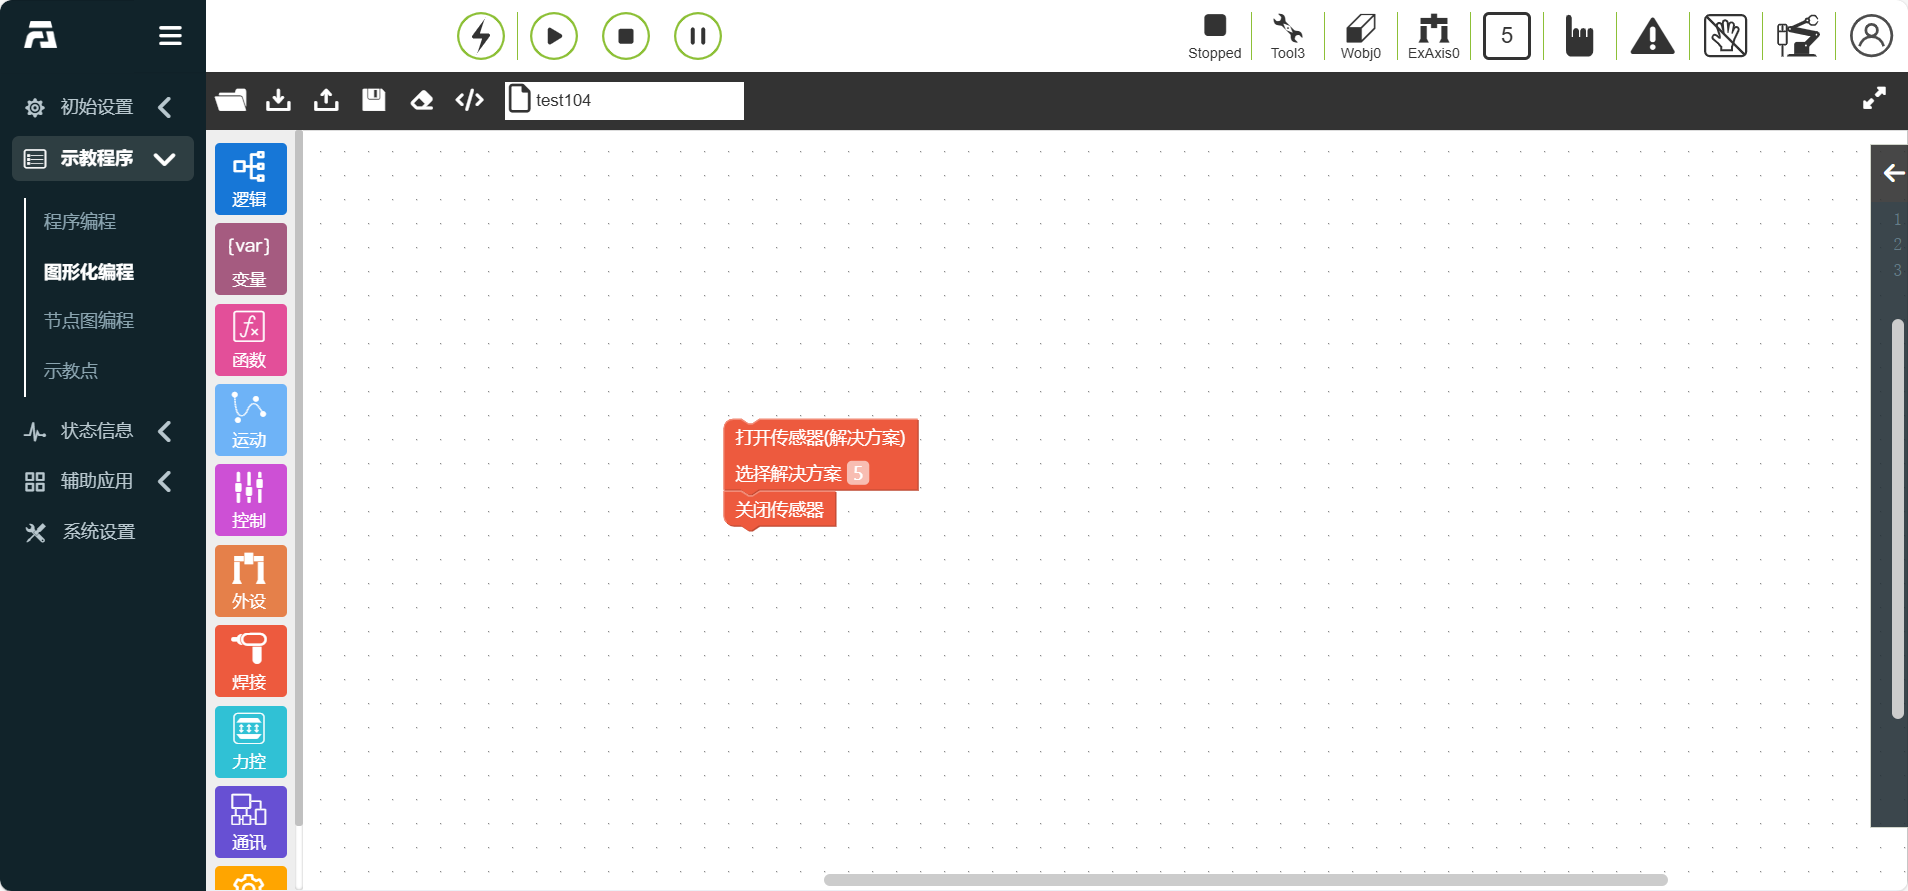 Stopped
Tool3
Wobj0
ExAxis0
5
test104
初始设置
示教程序
程序编程
图形化编程
节点图编程
示教点
状态信息
辅助应用
系统设置
逻辑
{var}
变量
fx
函数
运动
控制
外设
焊接
力控
通讯
打开传感器(解决方案)
选择解决方案 5
关闭传感器
1
2
3